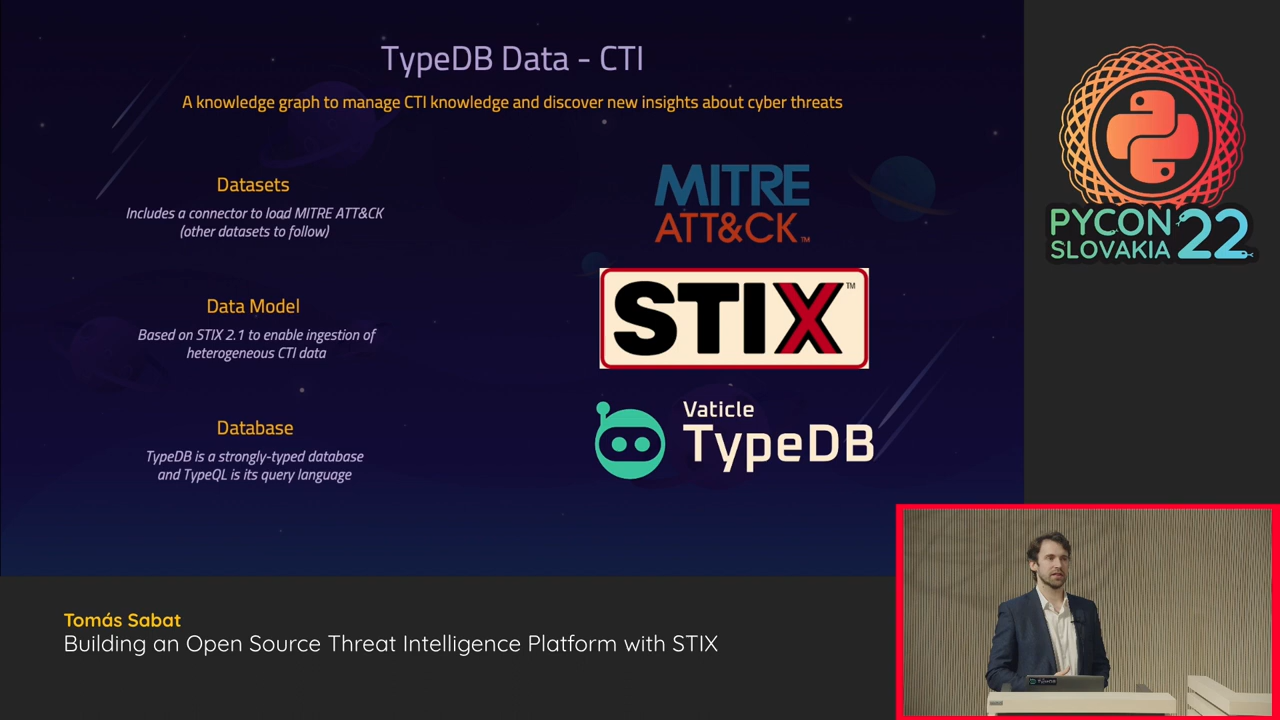 TypeDB Data - CTI
A knowledge graph to manage CTI knowledge and discover new insights about cyber threats
Datasets
Includes a connector to load MITRE ATT&CK
(other datasets to follow)
MITRE
ATT&CK™
Data Model
Based on STIX 2.1 to enable ingestion of
heterogeneous CTI data
STIX™
Database
TypeDB is a strongly-typed database
and TypeQL is its query language
Vaticle
TypeDB
PYCON
SLOVAKIA
22
Tomás Sabat
Building an Open Source Threat Intelligence Platform with STIX